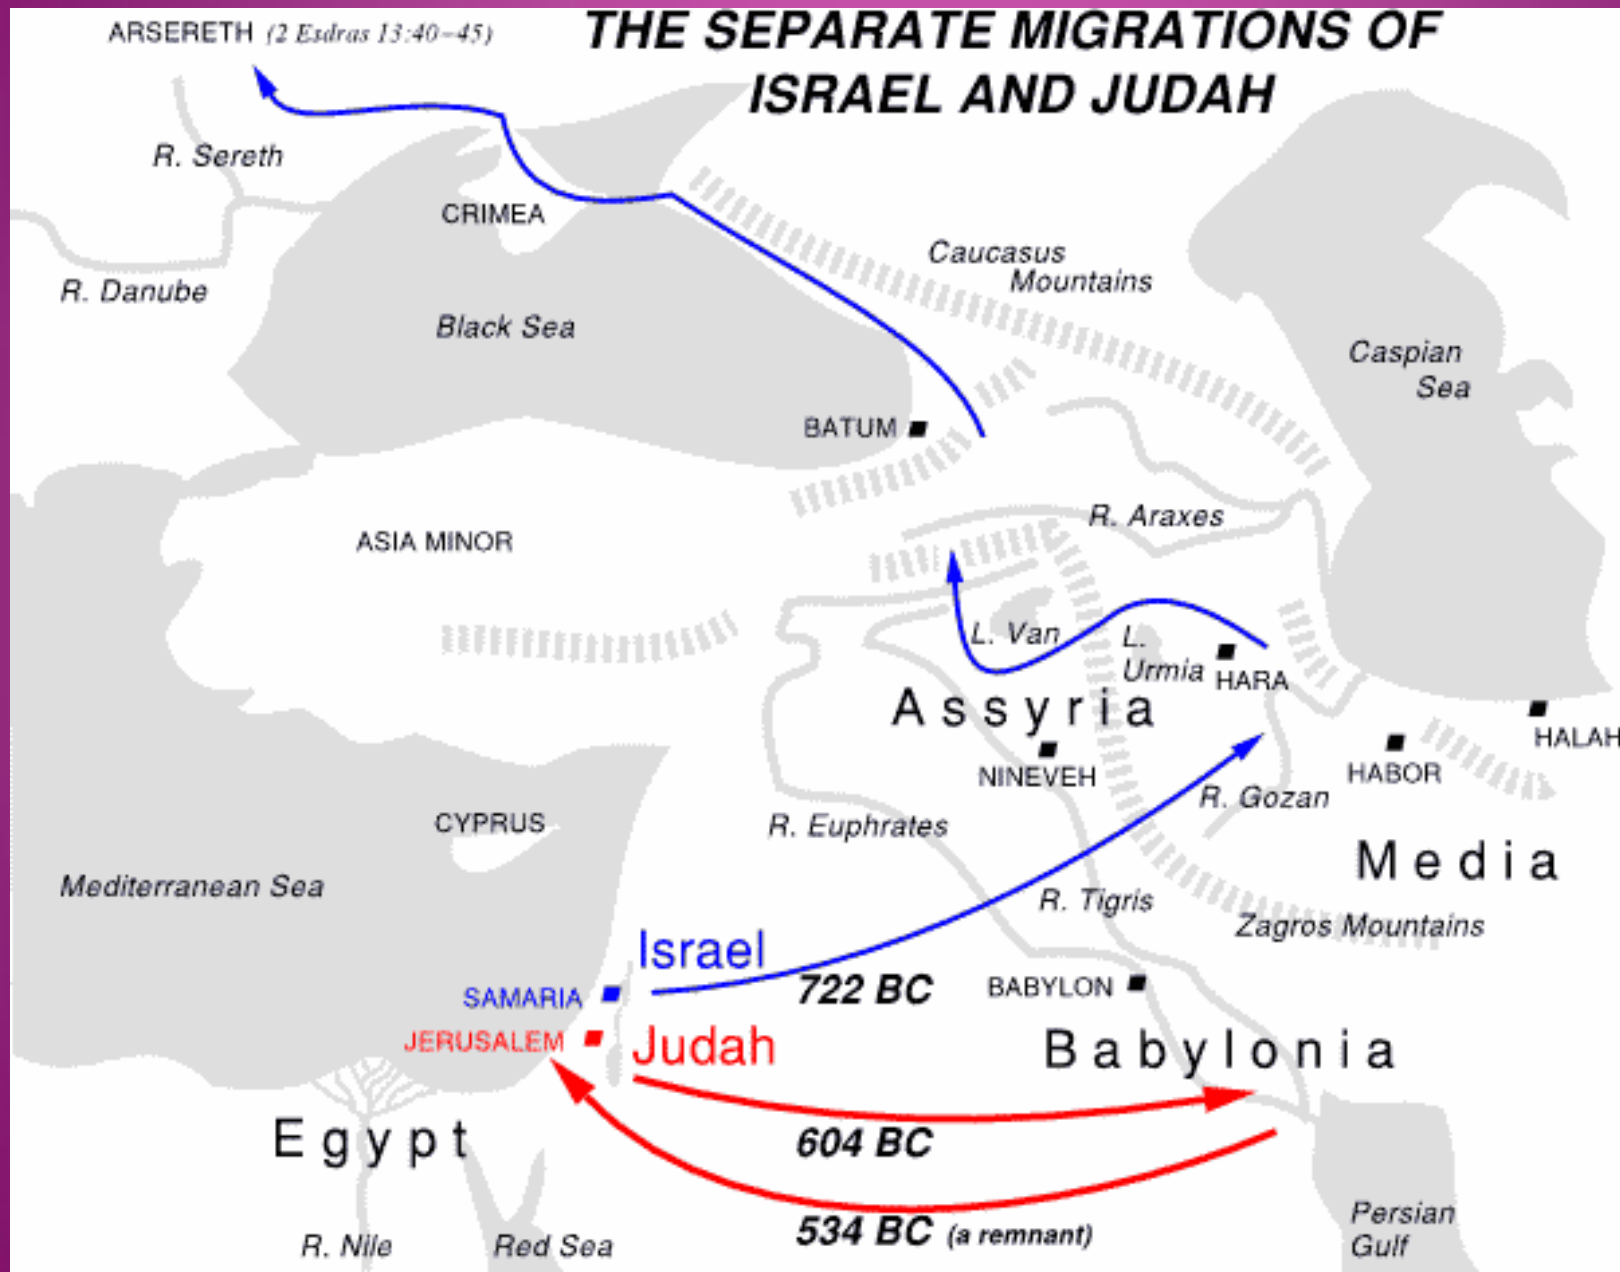 THE SEPARATE MIGRATIONS OF
ISRAEL AND JUDAH
ARSERETH (2 Esdras 13:40-45)
R. Sereth
CRIMEA
R. Danube
Black Sea
Caucasus
Mountains
Caspian
Sea
BATUM
R. Araxes
ASIA MINOR
L. Van
L.
Urmia
HARA
Assyria
HALAH
NINEVEH
HABOR
R. Gozan
CYPRUS
R. Euphrates
Media
Mediterranean Sea
R. Tigris
Zagros Mountains
Israel
SAMARIA
722 BC
BABYLON
JERUSALEM
Judah
Babylonia
Egypt
604 BC
534 BC (a remnant)
Persian
Gulf
R. Nile
Red Sea